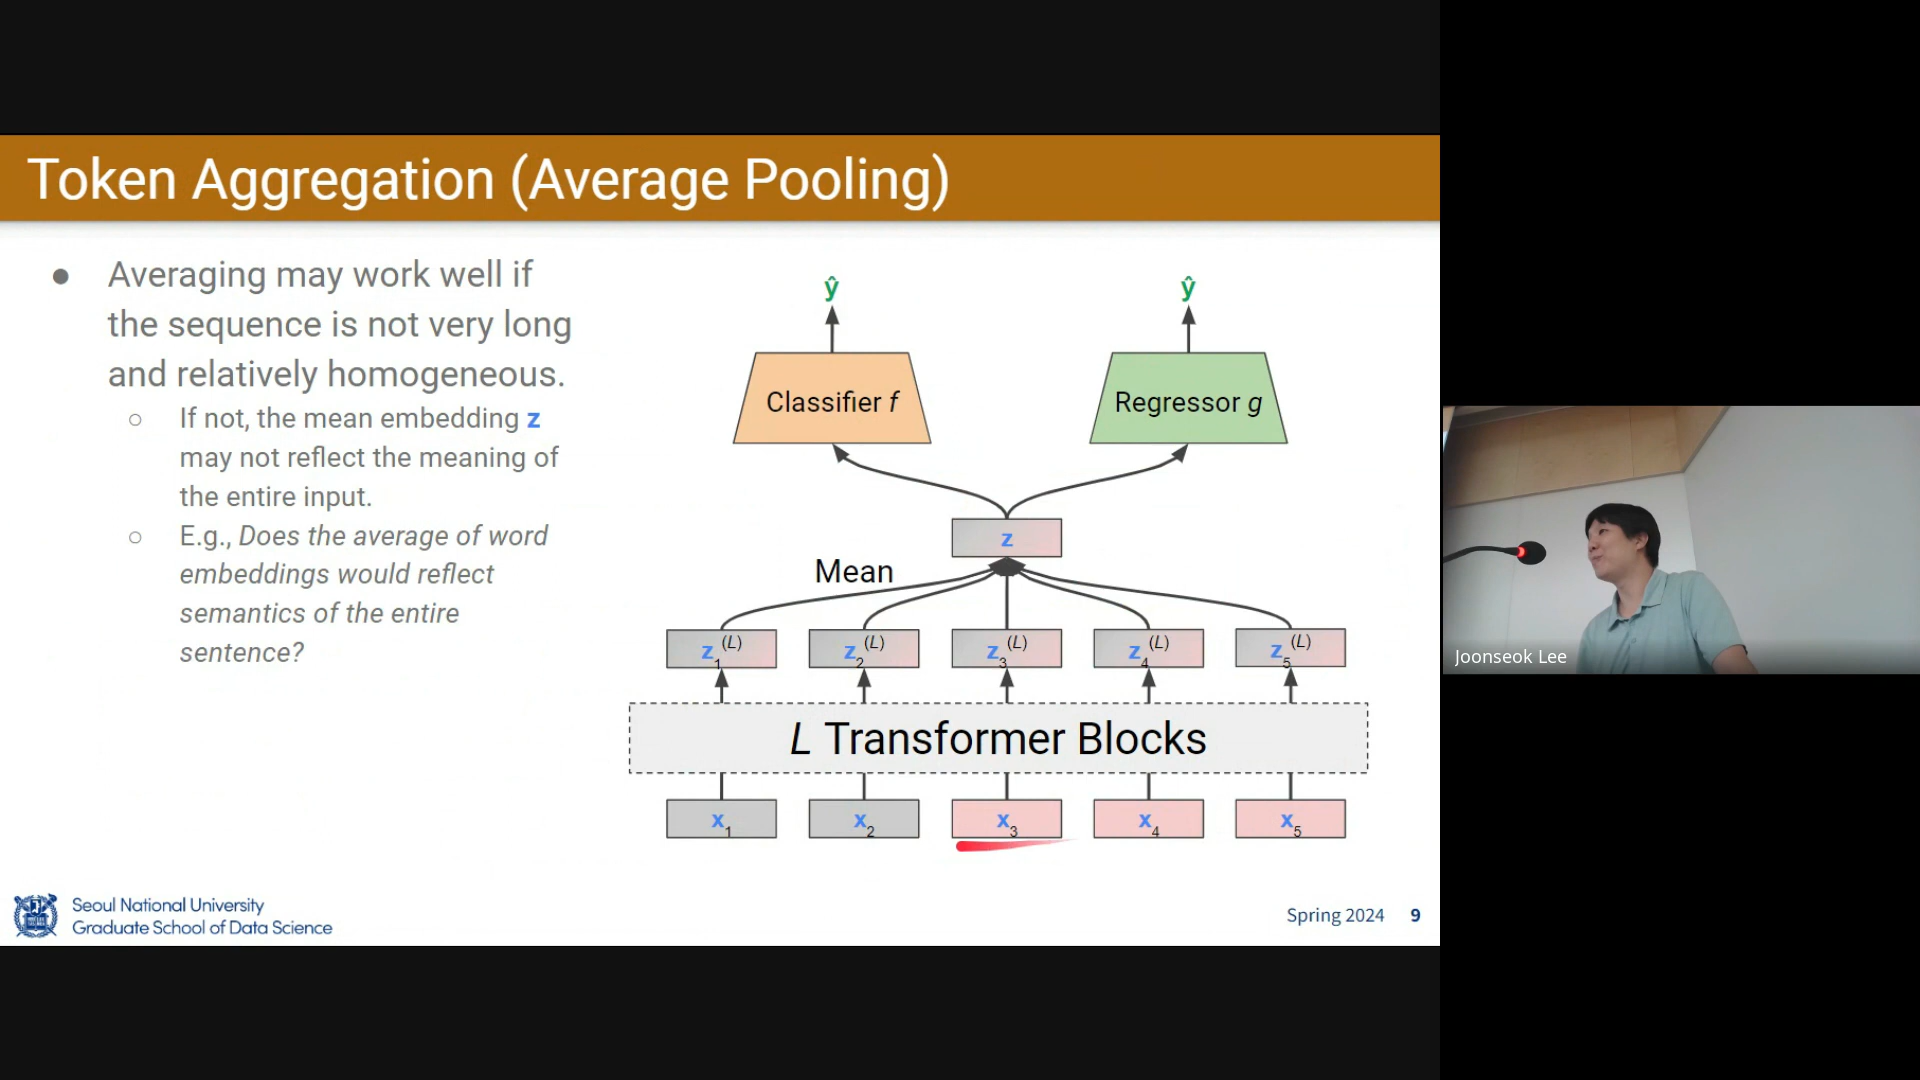 Token Aggregation (Average Pooling)
● Averaging may work well if
the sequence is not very long
and relatively homogeneous.
○ If not, the mean embedding z
may not reflect the meaning of
the entire input.
○ E.g., Does the average of word
embeddings would reflect
semantics of the entire
sentence?
ŷ ŷ
Classifier f Regressor g
z
Mean
z₁⁽ᴸ⁾ z₂⁽ᴸ⁾ z₃⁽ᴸ⁾ z₄⁽ᴸ⁾ z₅⁽ᴸ⁾
L Transformer Blocks
x₁ x₂ x₃ x₄ x₅
Seoul National University
Graduate School of Data Science
Spring 2024 9
Joonseok Lee